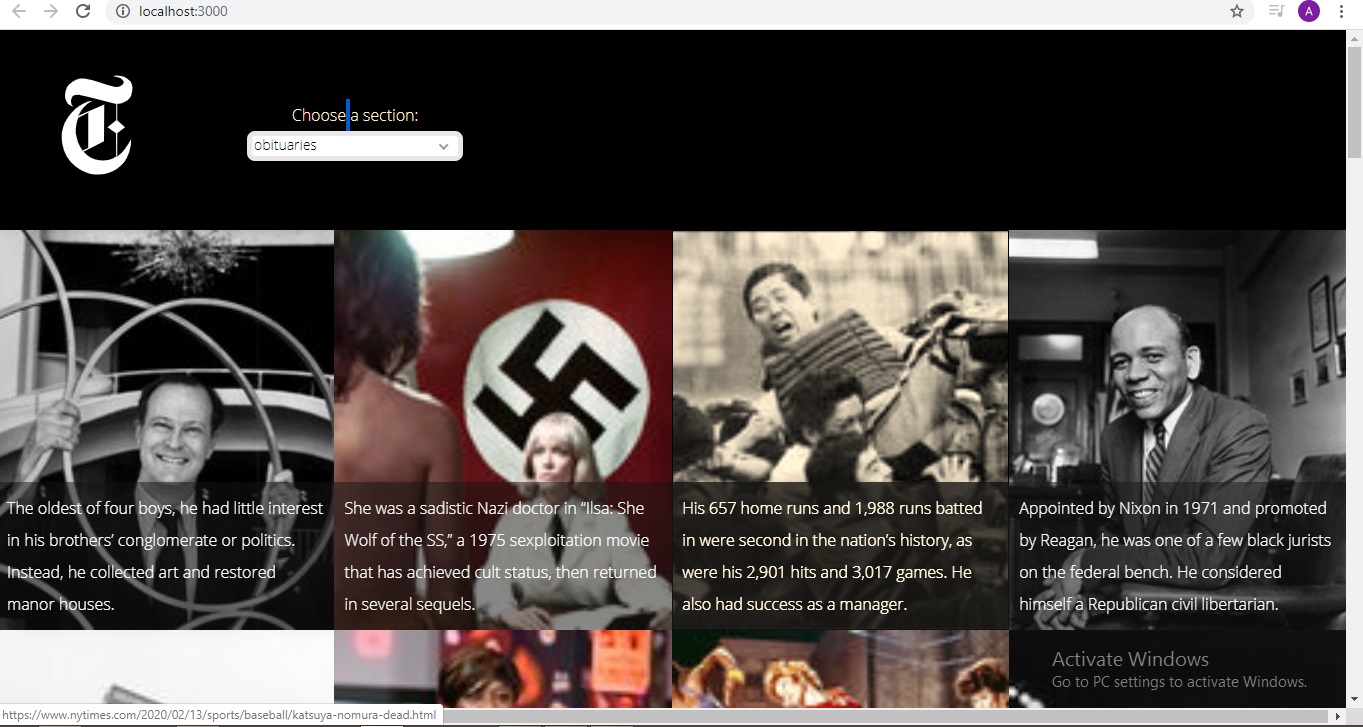 localhost:3000
A
T
Choose a section:
obituaries
The oldest of four boys, he had little interest
in his brothers’ conglomerate or politics.
Instead, he collected art and restored
manor houses.
She was a sadistic Nazi doctor in “Ilsa: She
Wolf of the SS,” a 1975 sexploitation movie
that has achieved cult status, then returned
in several sequels.
His 657 home runs and 1,988 runs batted
in were second in the nation’s history, as
were his 2,901 hits and 3,017 games. He
also had success as a manager.
Appointed by Nixon in 1971 and promoted
by Reagan, he was one of a few black jurists
on the federal bench. He considered
himself a Republican civil libertarian.
Activate Windows
Go to PC settings to activate Windows.
https://www.nytimes.com/2020/02/13/sports/baseball/katsuya-nomura-dead.html